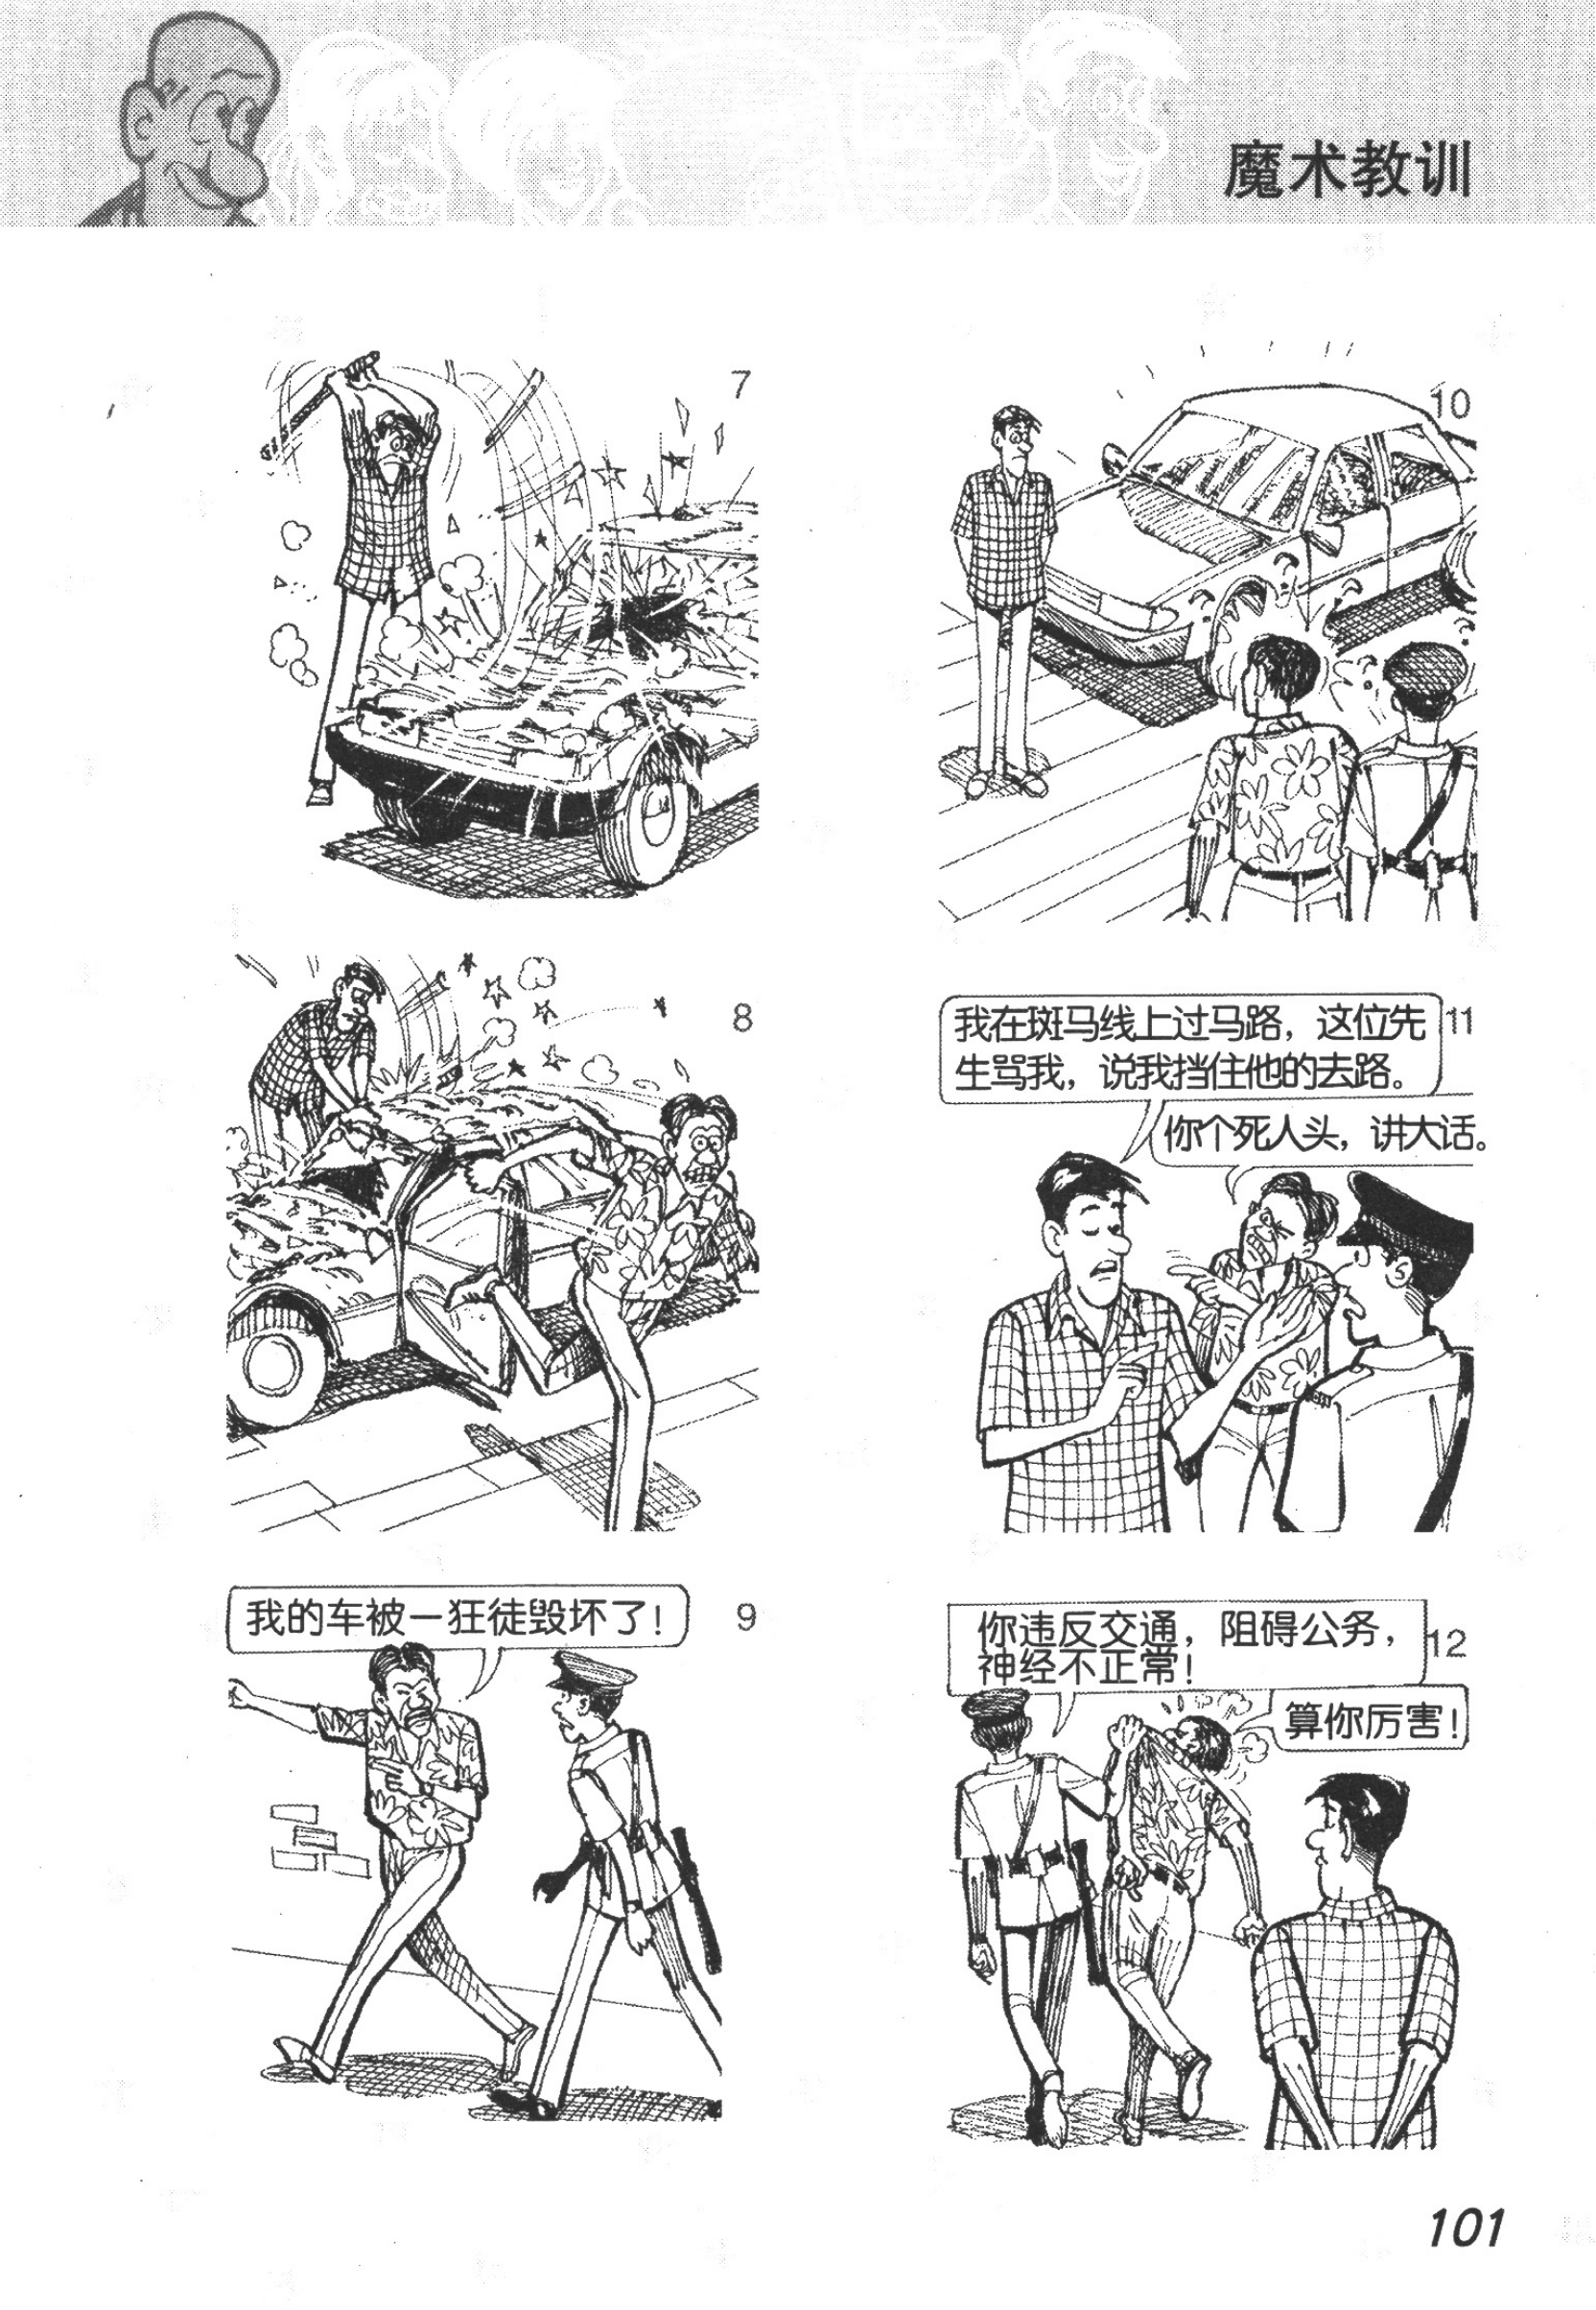 魔术教训
7
8
我的车被一狂徒毁坏了！
9
10
我在斑马线上过马路，这位先
生骂我，说我挡住他的去路。
11
你个死人头，讲大话。
你违反交通，阻碍公务，
神经不正常！
12
算你厉害！
101